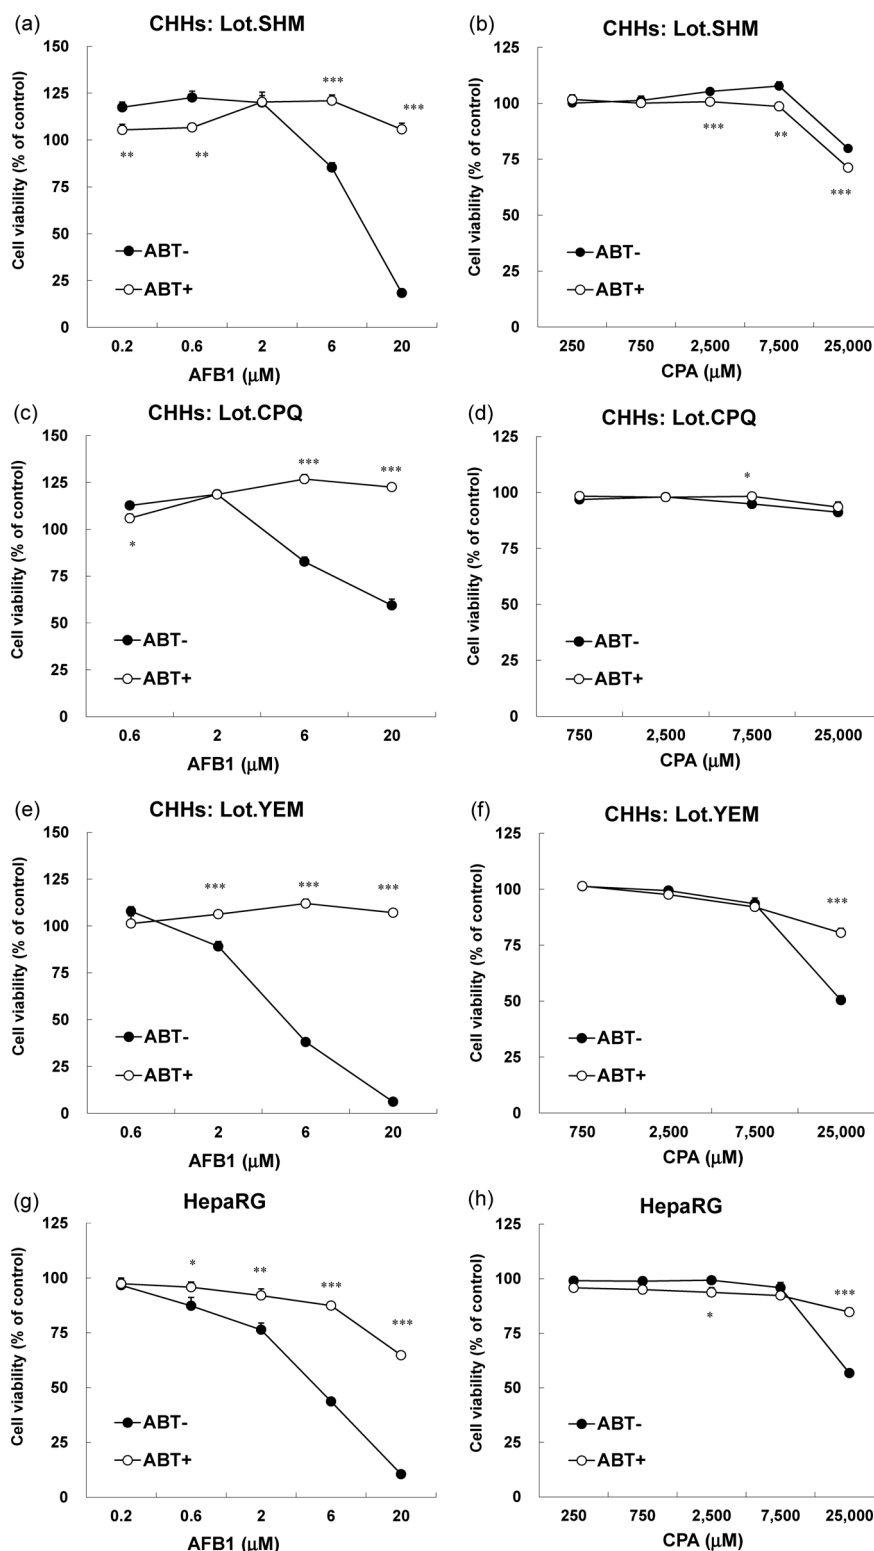 (a)
CHHs: Lot.SHM
Cell viability (% of control)
150
125
100
75
50
25
0
***
***
**
**
ABT-
ABT+
0.2 0.6 2 6 20
AFB1 (μM)
(b)
CHHs: Lot.SHM
Cell viability (% of control)
125
100
75
50
25
0
***
**
***
ABT-
ABT+
250 750 2,500 7,500 25,000
CPA (μM)
(c)
CHHs: Lot.CPQ
Cell viability (% of control)
150
125
100
75
50
25
0
***
***
*
ABT-
ABT+
0.6 2 6 20
AFB1 (μM)
(d)
CHHs: Lot.CPQ
Cell viability (% of control)
125
100
75
50
25
0
*
ABT-
ABT+
750 2,500 7,500 25,000
CPA (μM)
(e)
CHHs: Lot.YEM
Cell viability (% of control)
150
125
100
75
50
25
0
***
***
***
ABT-
ABT+
0.6 2 6 20
AFB1 (μM)
(f)
CHHs: Lot.YEM
Cell viability (% of control)
125
100
75
50
25
0
***
ABT-
ABT+
750 2,500 7,500 25,000
CPA (μM)
(g)
HepaRG
Cell viability (% of control)
125
100
75
50
25
0
*
**
***
***
ABT-
ABT+
0.2 0.6 2 6 20
AFB1 (μM)
(h)
HepaRG
Cell viability (% of control)
125
100
75
50
25
0
***
*
ABT-
ABT+
250 750 2,500 7,500 25,000
CPA (μM)